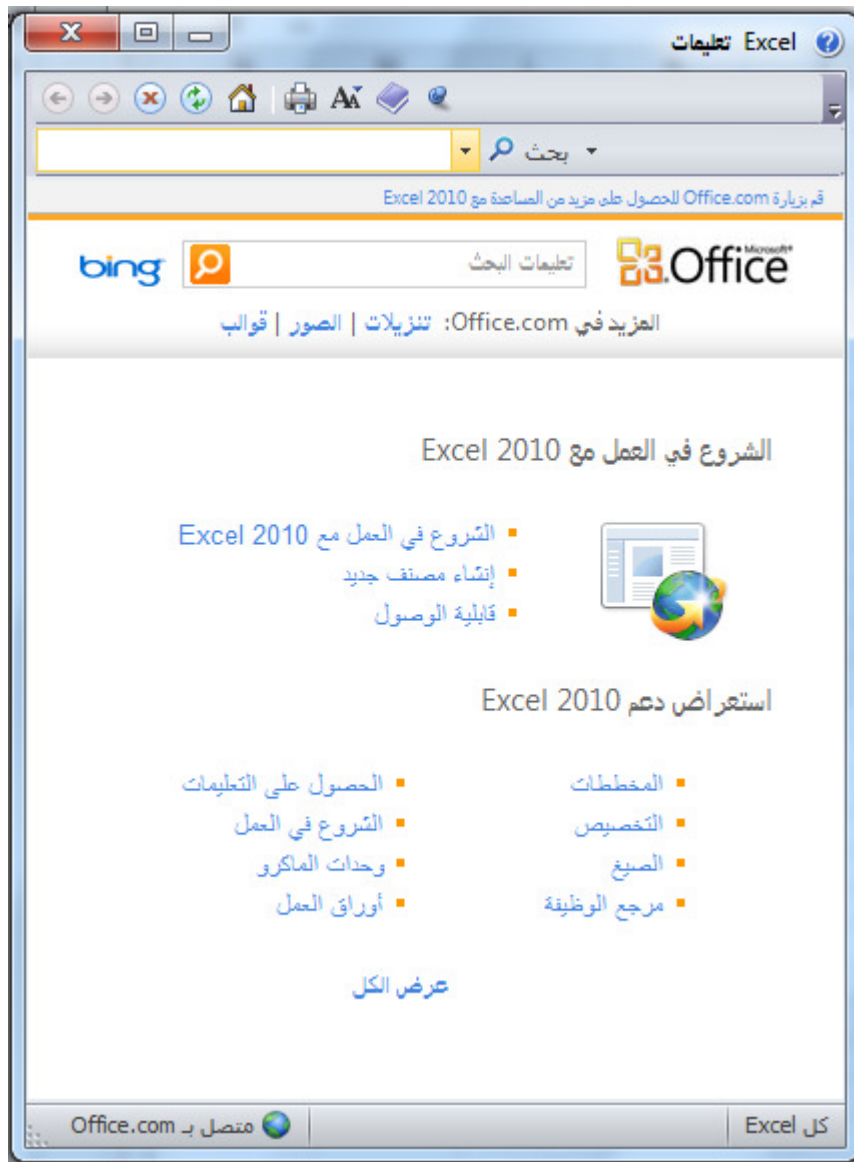 تعليمات Excel
بحث
قم بزيارة Office.com للحصول على مزيد من المساعدة مع Excel 2010
Microsoft® Office
تعليمات البحث
bing
المزيد في Office.com: تنزيلات | الصور | قوالب
الشروع في العمل مع Excel 2010
الشروع في العمل مع Excel 2010
إنشاء مصنف جديد
قابلية الوصول
استعراض دعم Excel 2010
المخططات الحصول على التعليمات
التخصيص الشروع في العمل
الصيغ وحدات الماكرو
مرجع الوظيفة أوراق العمل
عرض الكل
كل Excel متصل بـ Office.com